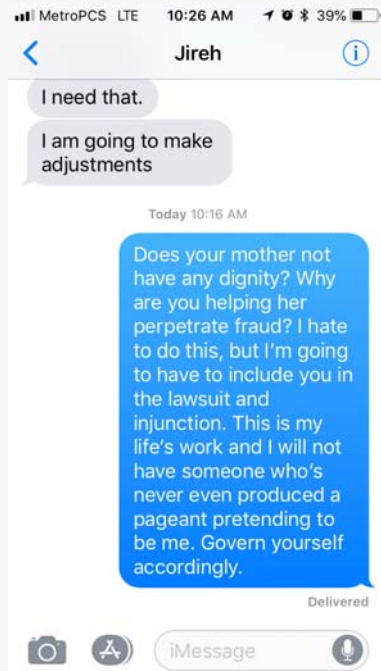 MetroPCS LTE 10:26 AM 39%
Jireh
I need that.
I am going to make
adjustments
Today 10:16 AM
Does your mother not
have any dignity? Why
are you helping her
perpetrate fraud? I hate
to do this, but I'm going
to have to include you in
the lawsuit and
injunction. This is my
life's work and I will not
have someone who's
never even produced a
pageant pretending to
be me. Govern yourself
accordingly.
Delivered
iMessage